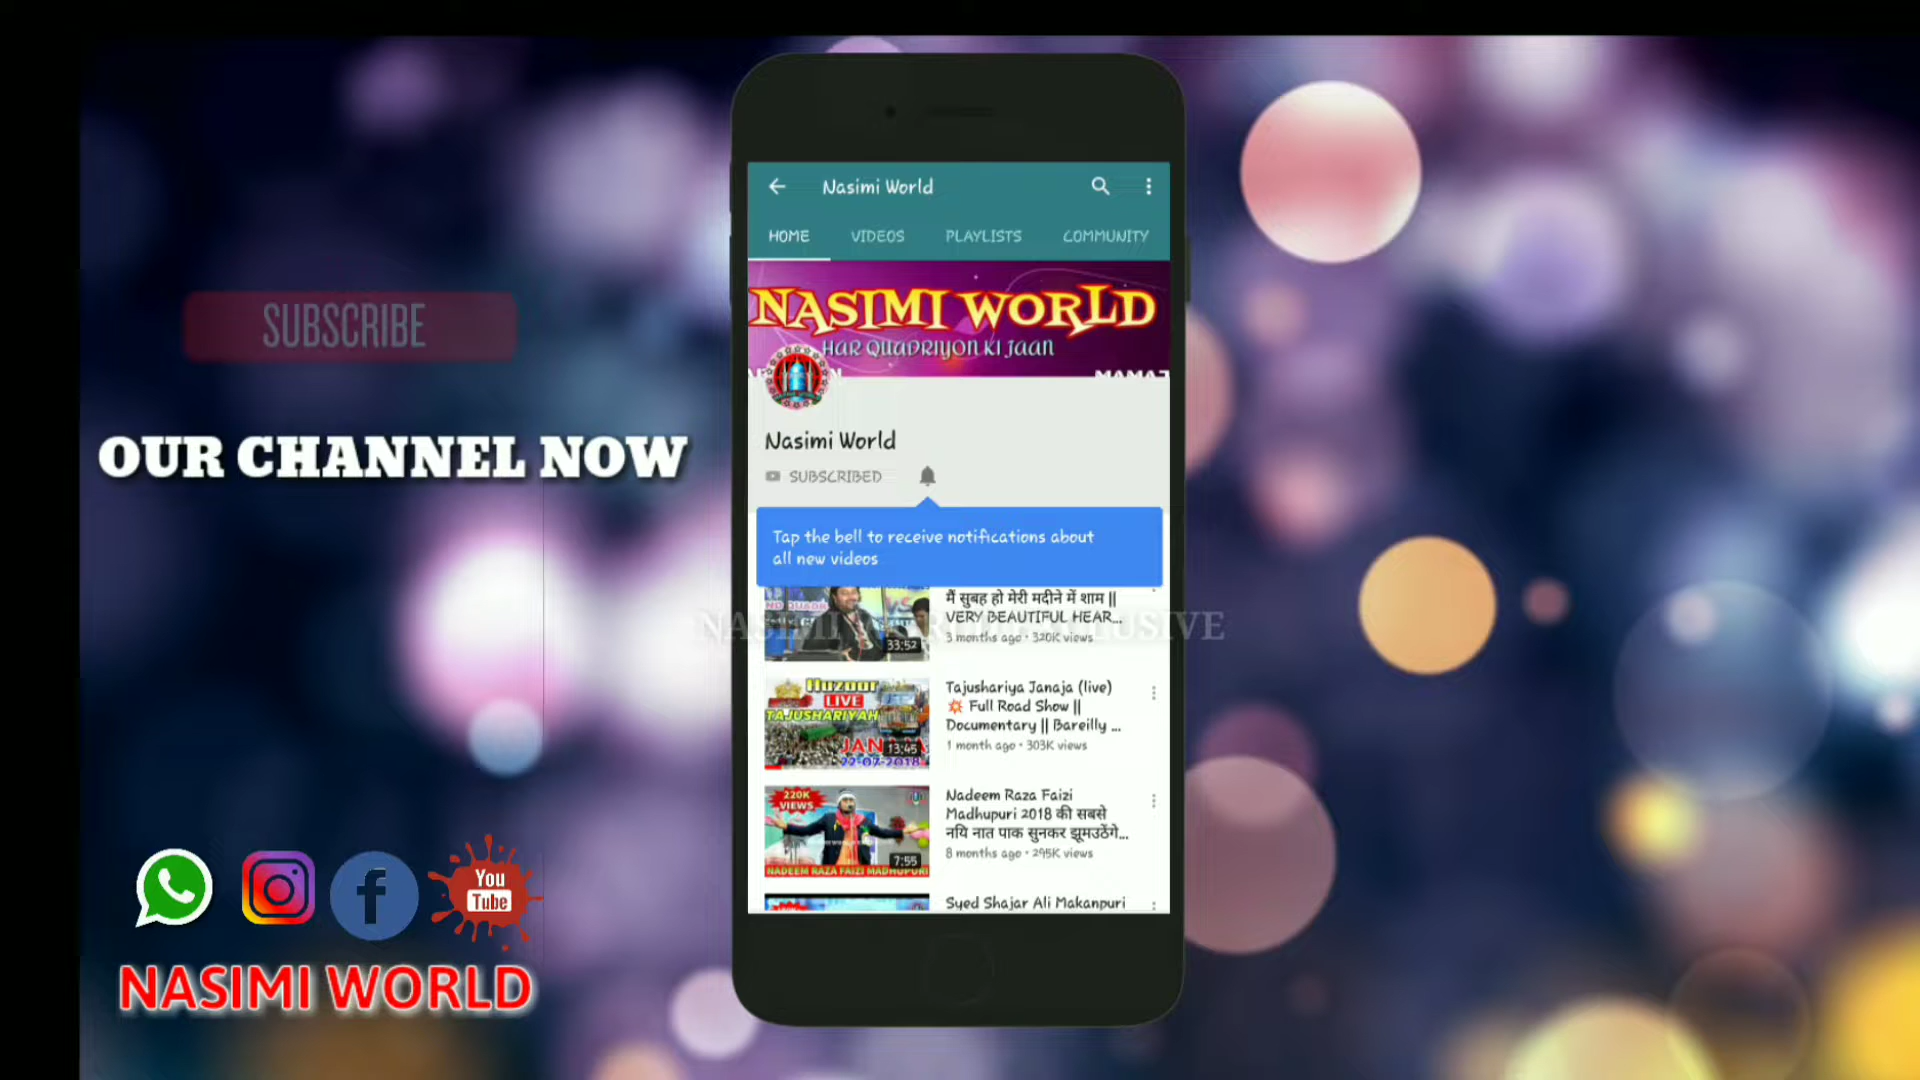 SUBSCRIBE
OUR CHANNEL NOW
You
Tube
NASIMI WORLD
Nasimi World
HOME VIDEOS PLAYLISTS COMMUNITY
NASIMI WORLD
HAR QUADRIYON KI JAAN
Nasimi World
SUBSCRIBED
Tap the bell to receive notifications about
all new videos
33:52
मैं सुबह हो मेरी मदीने में शाम ||
VERY BEAUTIFUL HEAR...
3 months ago • 320K views
Huzoor
LIVE
TAJUSHARIYAH
13:45
22-07-2018
Tajushariya Janaja (live)
💥 Full Road Show ||
Documentary || Bareilly ...
1 month ago • 303K views
220K
VIEWS
7:55
NADEEM RAZA FAIZI MADHUPURI
Nadeem Raza Faizi
Madhupuri 2018 की सबसे
नयि नात पाक सुनकर झूमउठेंगे...
8 months ago • 295K views
Syed Shajar Ali Makanpuri